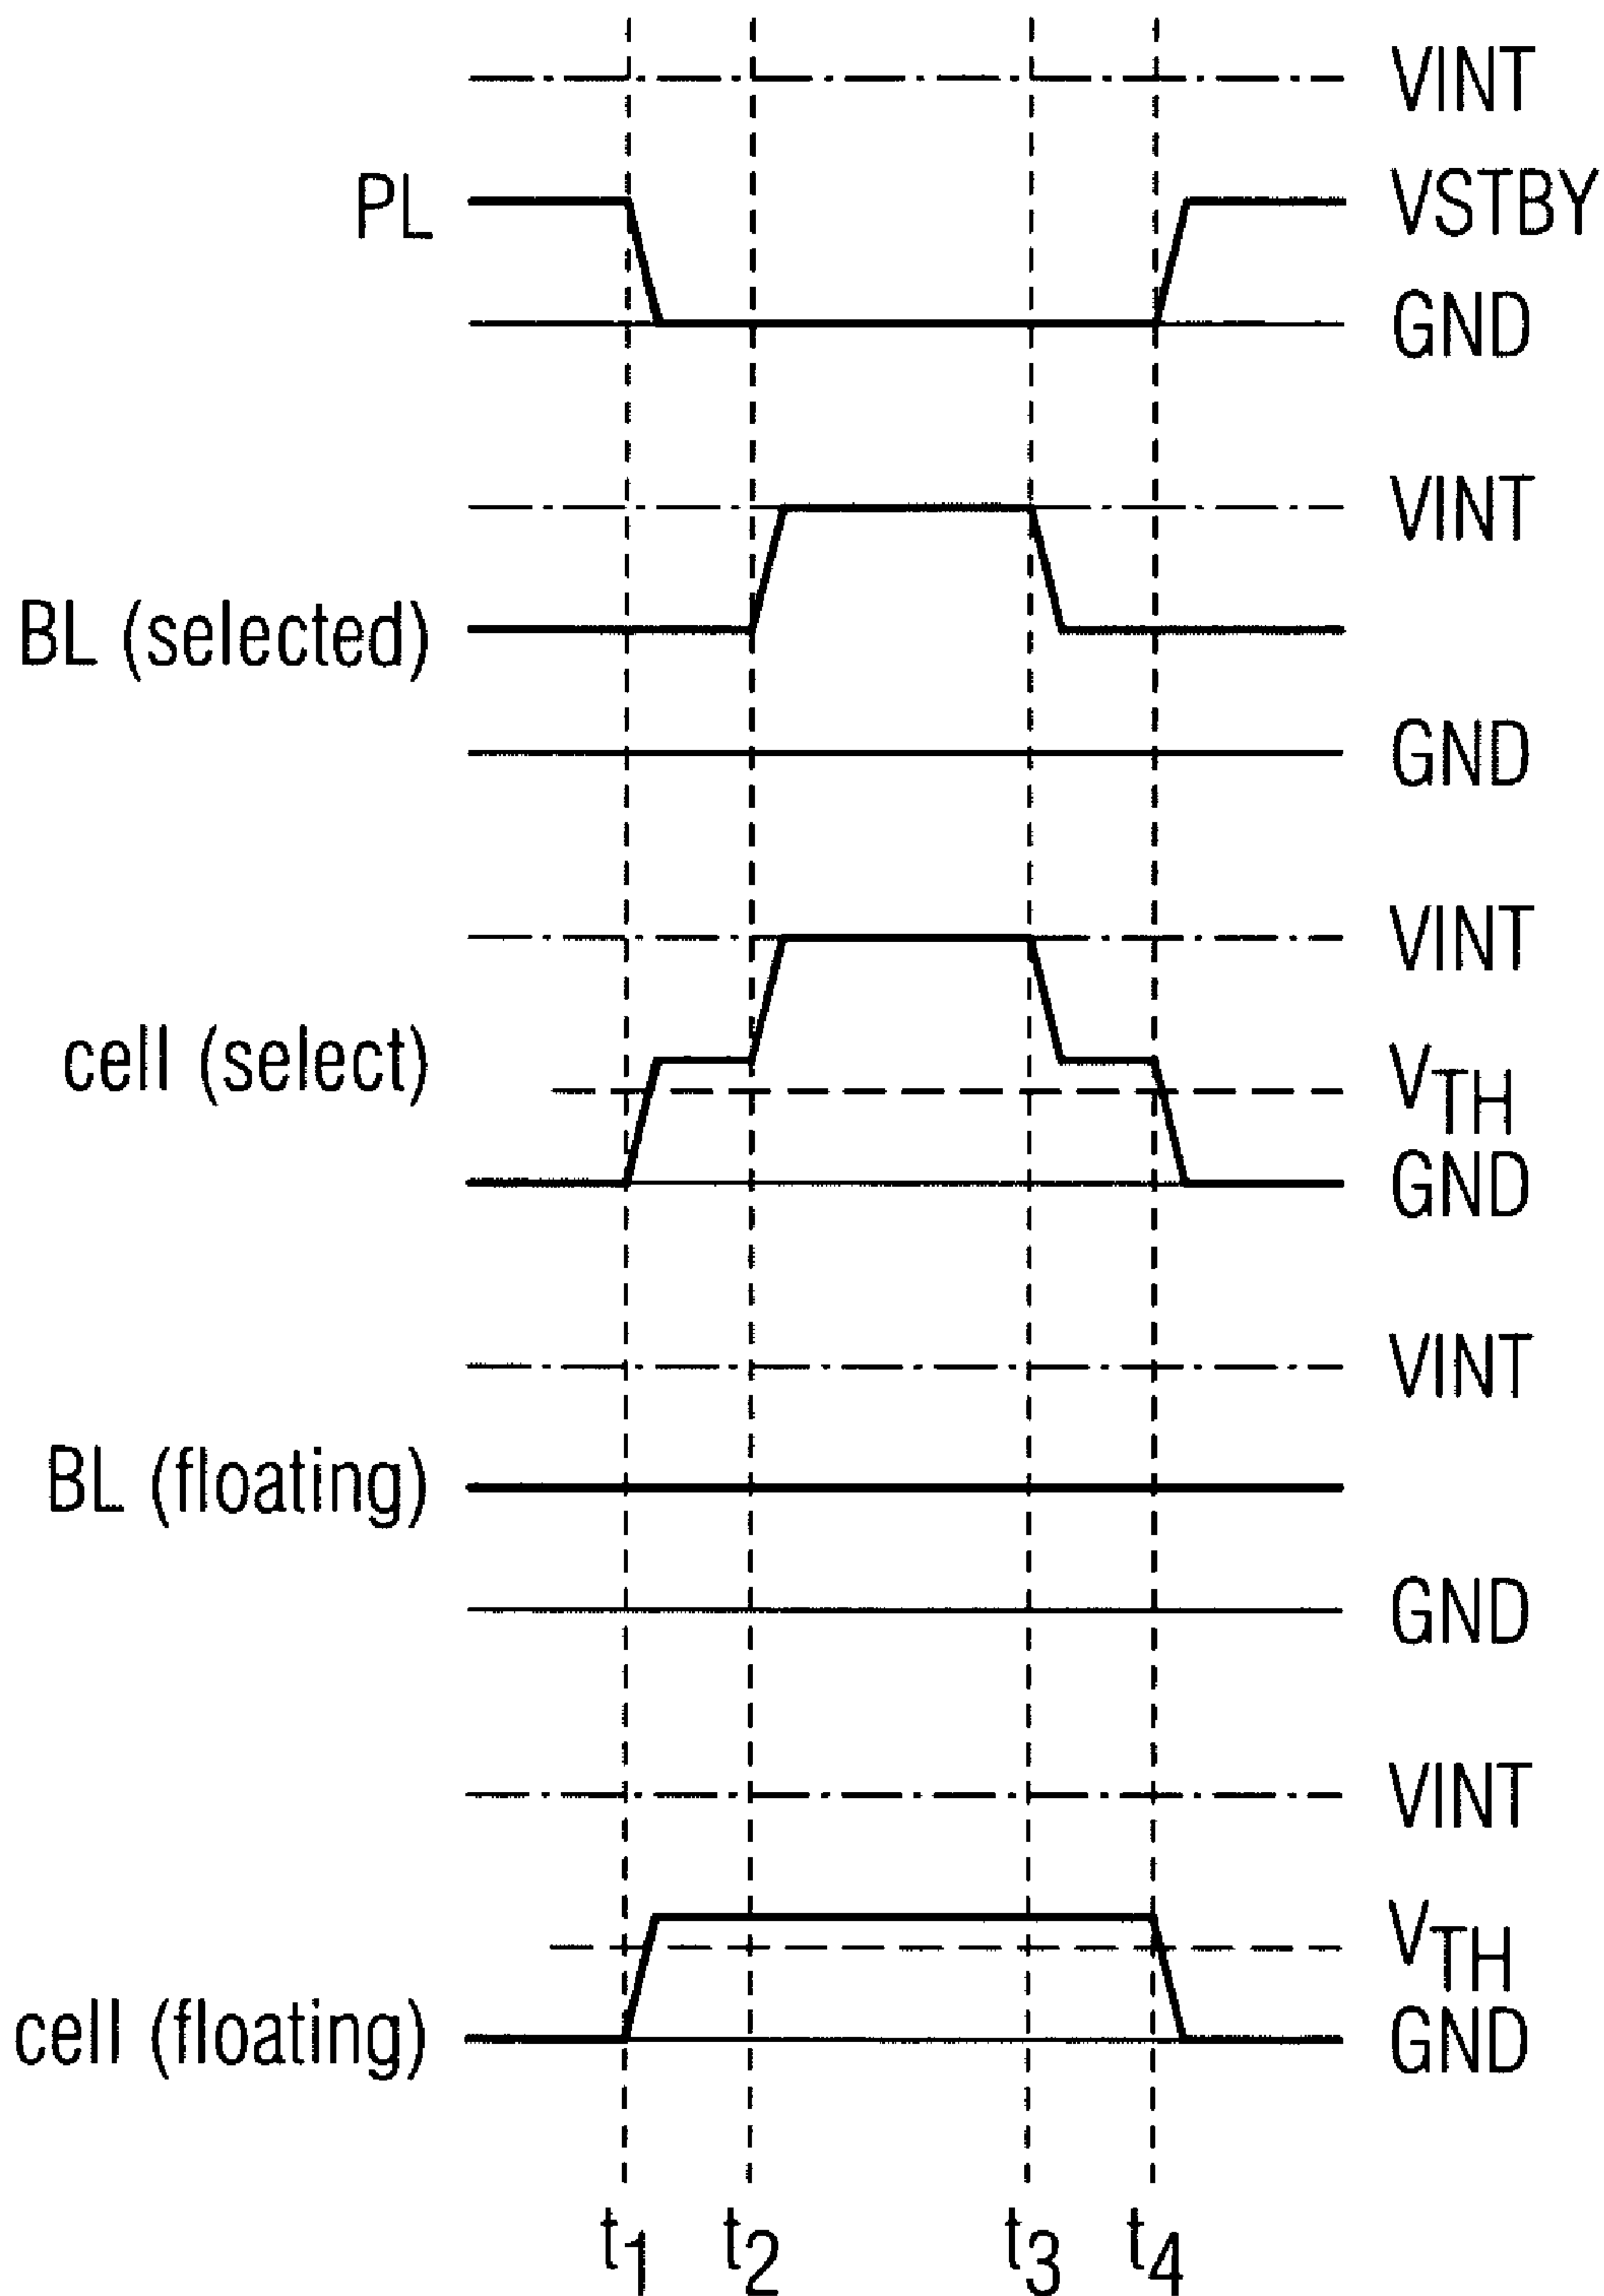 VINT
PL VSTBY
GND
VINT
BL (selected)
GND
VINT
cell (select) VTH
GND
VINT
BL (floating)
GND
VINT
VTH
cell (floating) GND
t1 t2 t3 t4